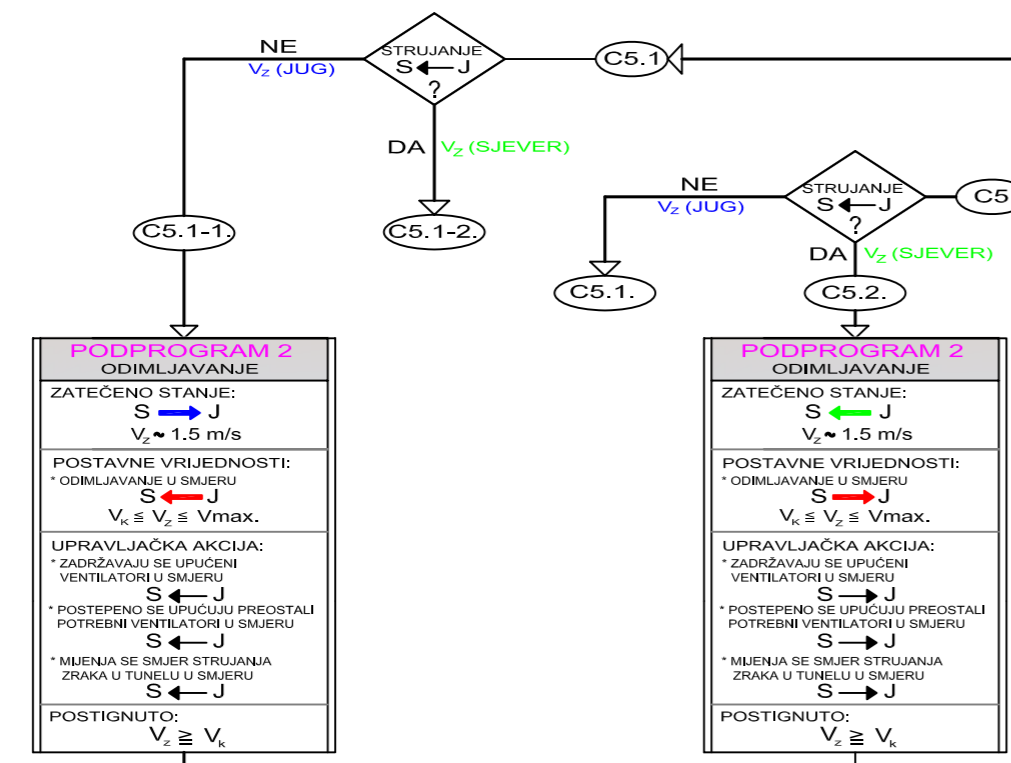 STRUJANJE
S ← J
?
NE
Vz (JUG)
C5.1
DA
Vz (SJEVER)
C5.1-1.
C5.1-2.
STRUJANJE
S ← J
?
C5
NE
Vz (JUG)
DA
Vz (SJEVER)
C5.1.
C5.2.
PODPROGRAM 2
ODIMLJAVANJE
ZATEČENO STANJE:
S → J
Vz ~ 1.5 m/s
POSTAVNE VRIJEDNOSTI:
* ODIMLJAVANJE U SMJERU
S ← J
Vk ≦ Vz ≦ Vmax.
UPRAVLJAČKA AKCIJA:
* ZADRŽAVAJU SE UPUĆENI
VENTILATORI U SMJERU
S ← J
* POSTEPENO SE UPUĆUJU PREOSTALI
POTREBNI VENTILATORI U SMJERU
S ← J
* MIJENJA SE SMJER STRUJANJA
ZRAKA U TUNELU U SMJERU
S ← J
POSTIGNUTO:
Vz ≧ Vk
PODPROGRAM 2
ODIMLJAVANJE
ZATEČENO STANJE:
S ← J
Vz ~ 1.5 m/s
POSTAVNE VRIJEDNOSTI:
* ODIMLJAVANJE U SMJERU
S → J
Vk ≦ Vz ≦ Vmax.
UPRAVLJAČKA AKCIJA:
* ZADRŽAVAJU SE UPUĆENI
VENTILATORI U SMJERU
S → J
* POSTEPENO SE UPUĆUJU PREOSTALI
POTREBNI VENTILATORI U SMJERU
S → J
* MIJENJA SE SMJER STRUJANJA
ZRAKA U TUNELU U SMJERU
S → J
POSTIGNUTO:
Vz ≧ Vk